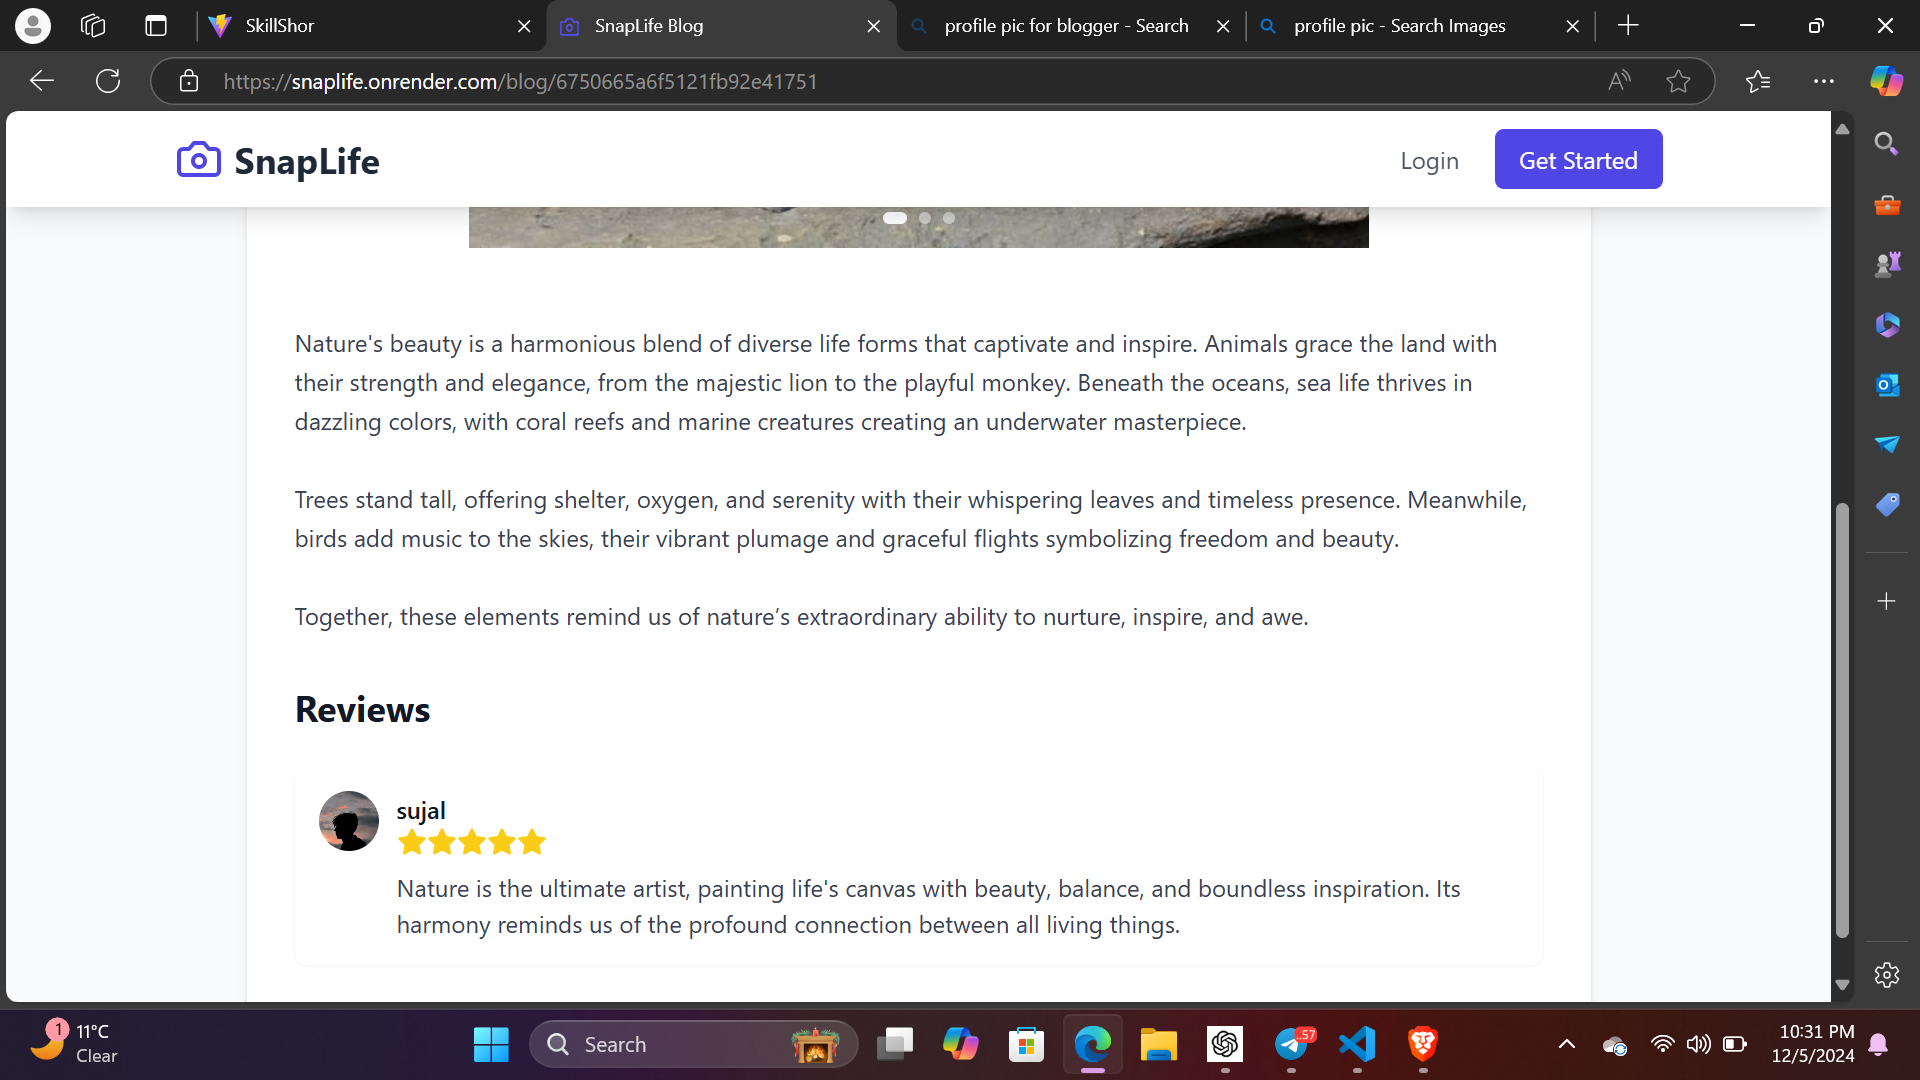 SkillShor
SnapLife Blog
profile pic for blogger - Search
profile pic - Search Images
https://snaplife.onrender.com/blog/6750665a6f5121fb92e41751
SnapLife
Login
Get Started
Nature's beauty is a harmonious blend of diverse life forms that captivate and inspire. Animals grace the land with
their strength and elegance, from the majestic lion to the playful monkey. Beneath the oceans, sea life thrives in
dazzling colors, with coral reefs and marine creatures creating an underwater masterpiece.
Trees stand tall, offering shelter, oxygen, and serenity with their whispering leaves and timeless presence. Meanwhile,
birds add music to the skies, their vibrant plumage and graceful flights symbolizing freedom and beauty.
Together, these elements remind us of nature’s extraordinary ability to nurture, inspire, and awe.
Reviews
sujal
Nature is the ultimate artist, painting life's canvas with beauty, balance, and boundless inspiration. Its
harmony reminds us of the profound connection between all living things.
1
11°C
Clear
Search
..57
10:31 PM
12/5/2024